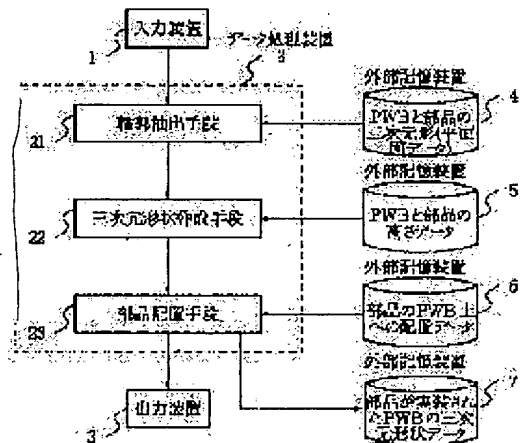 入力装置
1
データ処理装置
2
外部記憶装置
4
PWBと部品の
二次元形状平面
図データ
輪郭抽出手段
21
外部記憶装置
5
PWBと部品の
高さデータ
三次元形状作成手段
22
外部記憶装置
6
部品のPWB上
への配置データ
部品配置手段
23
外部記憶装置
7
部品が実装され
たPWBの三次
元形状データ
出力装置
3